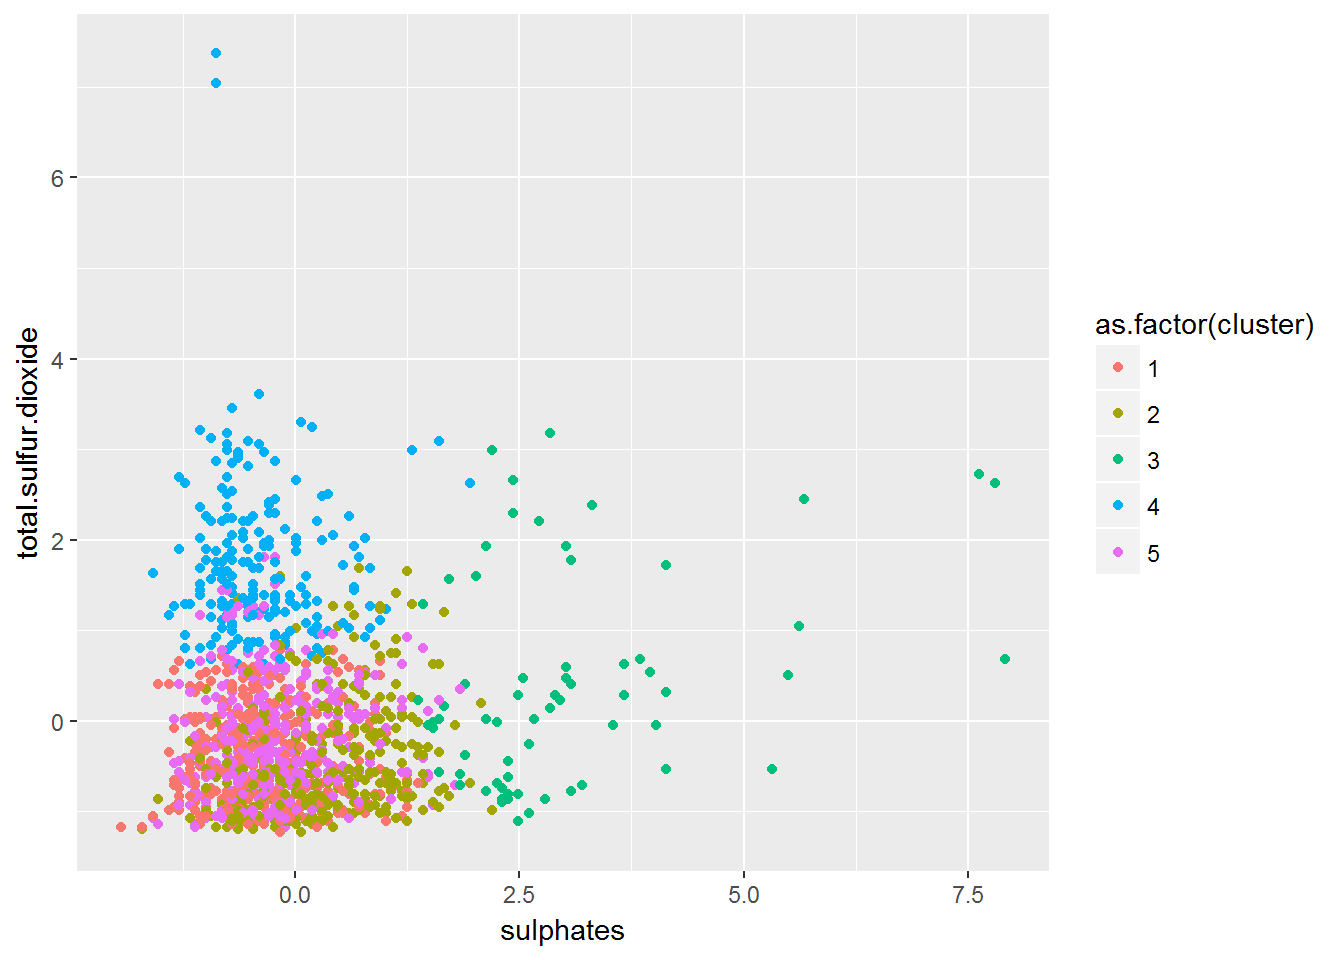 6
4
2
0
total.sulfur.dioxide
0.0 2.5 5.0 7.5
sulphates
as.factor(cluster)
1
2
3
4
5